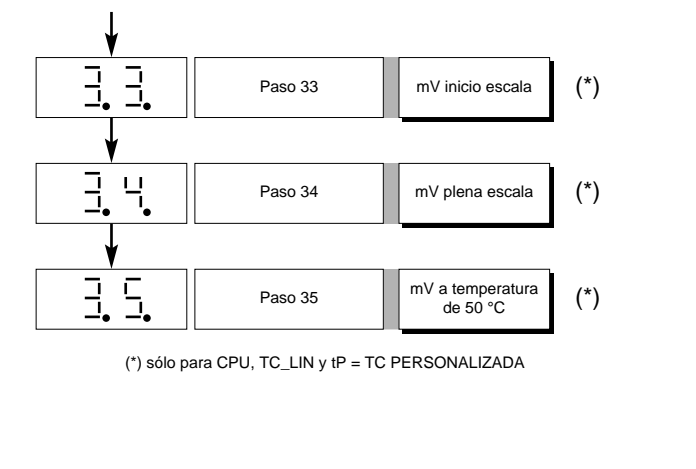 3.3.
Paso 33
mV inicio escala
(*)
3.4.
Paso 34
mV plena escala
(*)
3.5.
Paso 35
mV a temperatura
de 50 °C
(*)
(*) sólo para CPU, TC_LIN y tP = TC PERSONALIZADA